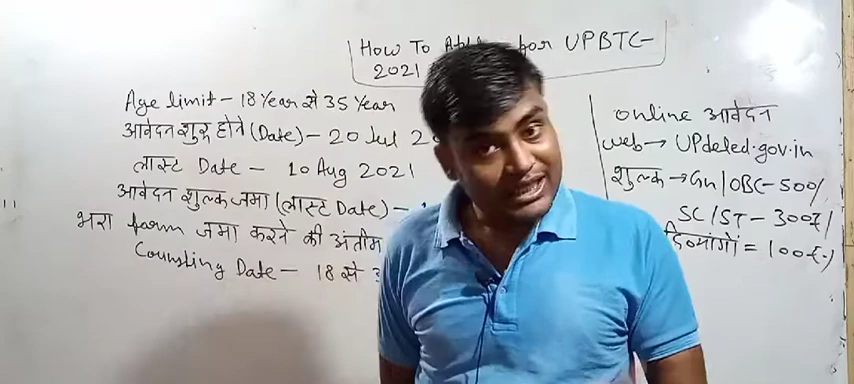 How To for UPBTC-
2021
Age limit - 18 Year से 35 Year
आवेदन शुरू होने (Date) - 20 Jul 2
लास्ट Date - 10 Aug 2021
आवेदन शुल्क जमा (लास्ट Date) -
भरा form जमा करने की अंतीम
Counsling Date - 18 से 3
online आवेदन
web → UPdeled.gov.in
शुल्क → Gn/OBC - 500/
SC/ST - 300₹/
दिव्यांगों = 100₹/